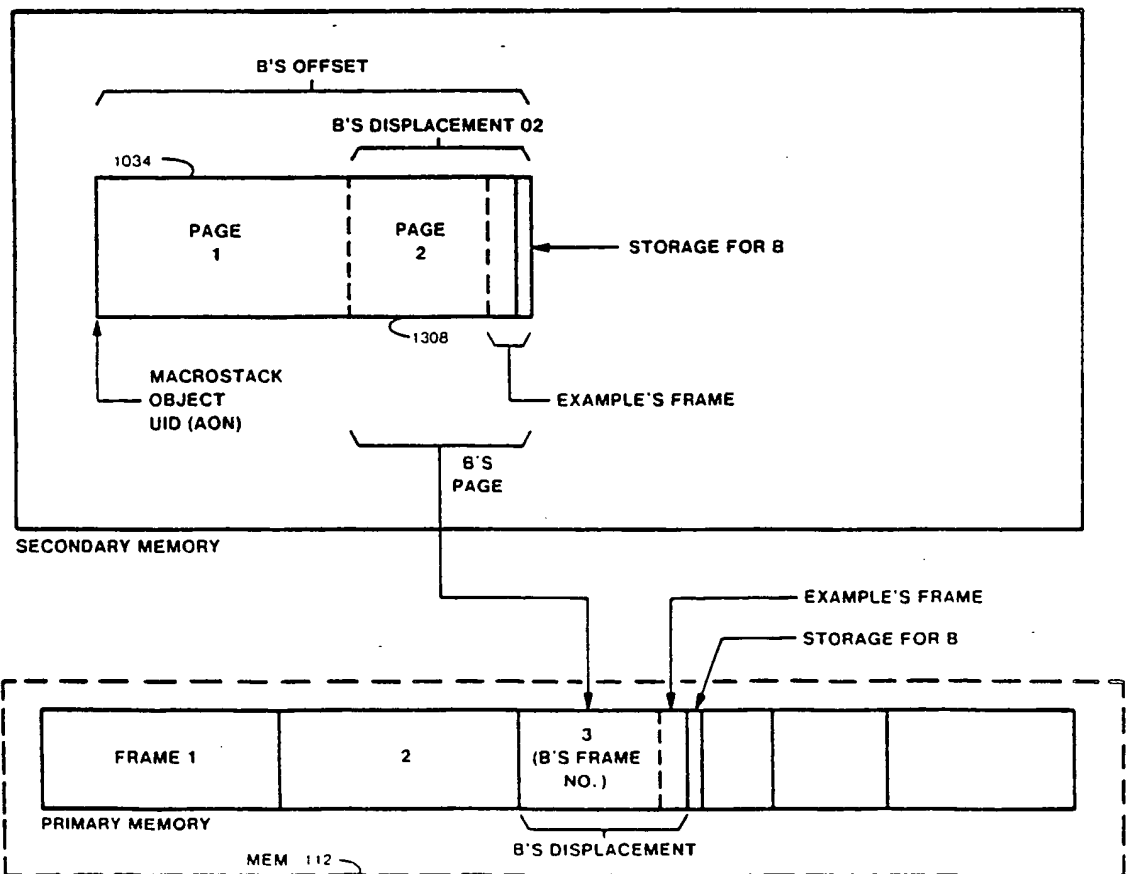 B'S OFFSET
B'S DISPLACEMENT 02
1034
PAGE
1
PAGE
2
STORAGE FOR B
1308
MACROSTACK
OBJECT
UID (AON)
EXAMPLE'S FRAME
B'S
PAGE
SECONDARY MEMORY
EXAMPLE'S FRAME
STORAGE FOR B
FRAME 1
2
3
(B'S FRAME
NO.)
PRIMARY MEMORY
B'S DISPLACEMENT
MEM 112